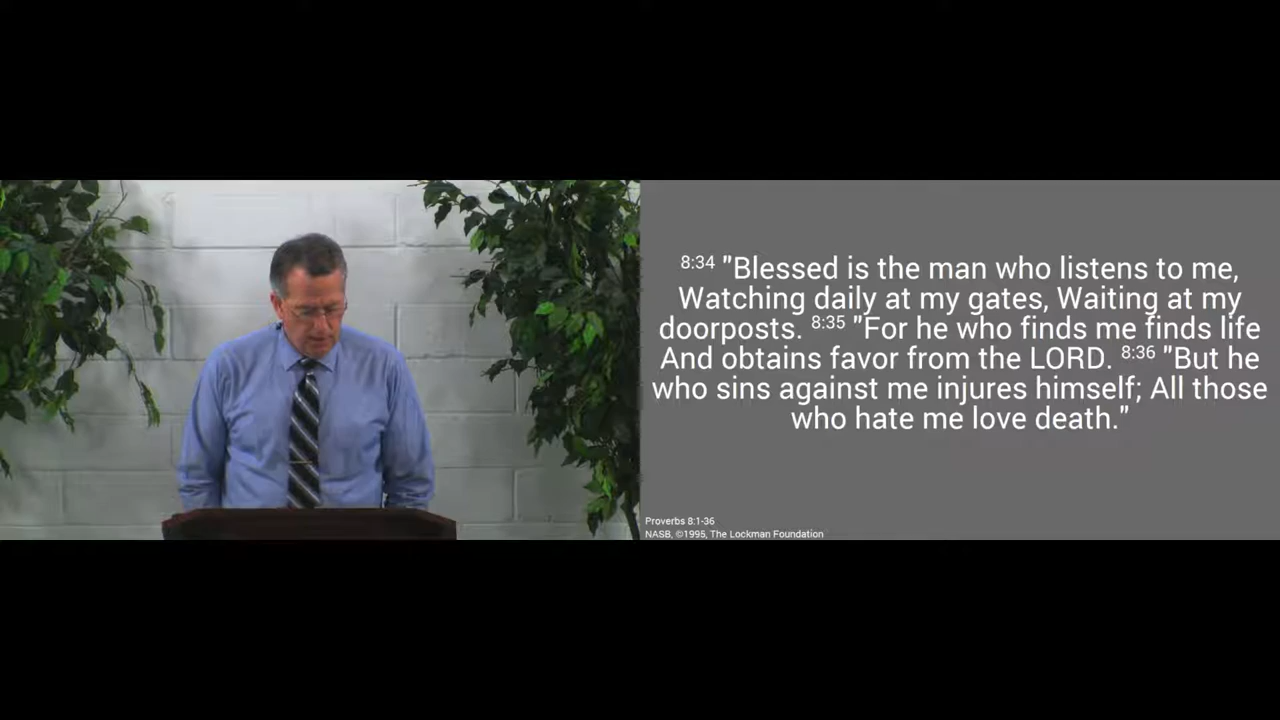 8:34 "Blessed is the man who listens to me,
Watching daily at my gates, Waiting at my
doorposts. 8:35 "For he who finds me finds life
And obtains favor from the LORD. 8:36 "But he
who sins against me injures himself; All those
who hate me love death."
Proverbs 8:1-36
NASB, ©1995, The Lockman Foundation